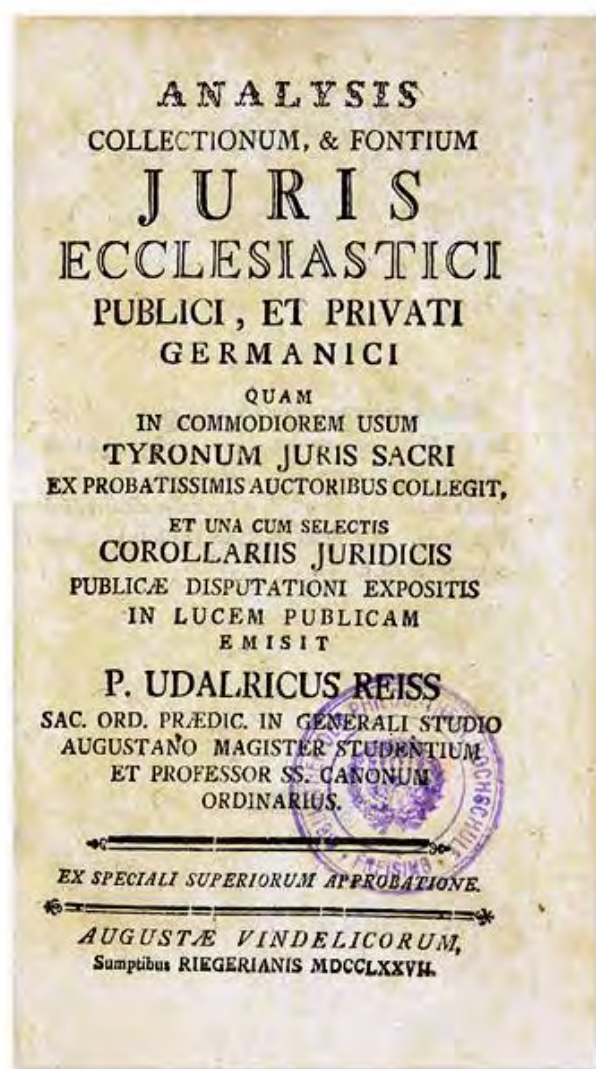 ANALYSIS
COLLECTIONUM, & FONTIUM
JURIS
ECCLESIASTICI
PUBLICI, ET PRIVATI
GERMANICI
QUAM
IN COMMODIOREM USUM
TYRONUM JURIS SACRI
EX PROBATISSIMIS AUCTORIBUS COLLEGIT,
ET UNA CUM SELECTIS
COROLLARIIS JURIDICIS
PUBLICÆ DISPUTATIONI EXPOSITIS
IN LUCEM PUBLICAM
EMISIT
P. UDALRICUS REISS
SAC. ORD. PRÆDIC. IN GENERALI STUDIO
AUGUSTANO MAGISTER STUDENTIUM
ET PROFESSOR SS. CANONUM
ORDINARIUS.
EX SPECIALI SUPERIORUM APPROBATIONE.
AUGUSTÆ VINDELICORUM,
Sumptibus RIEGERIANIS MDCCLXXVII.
HOCHSCHULE
FREISING